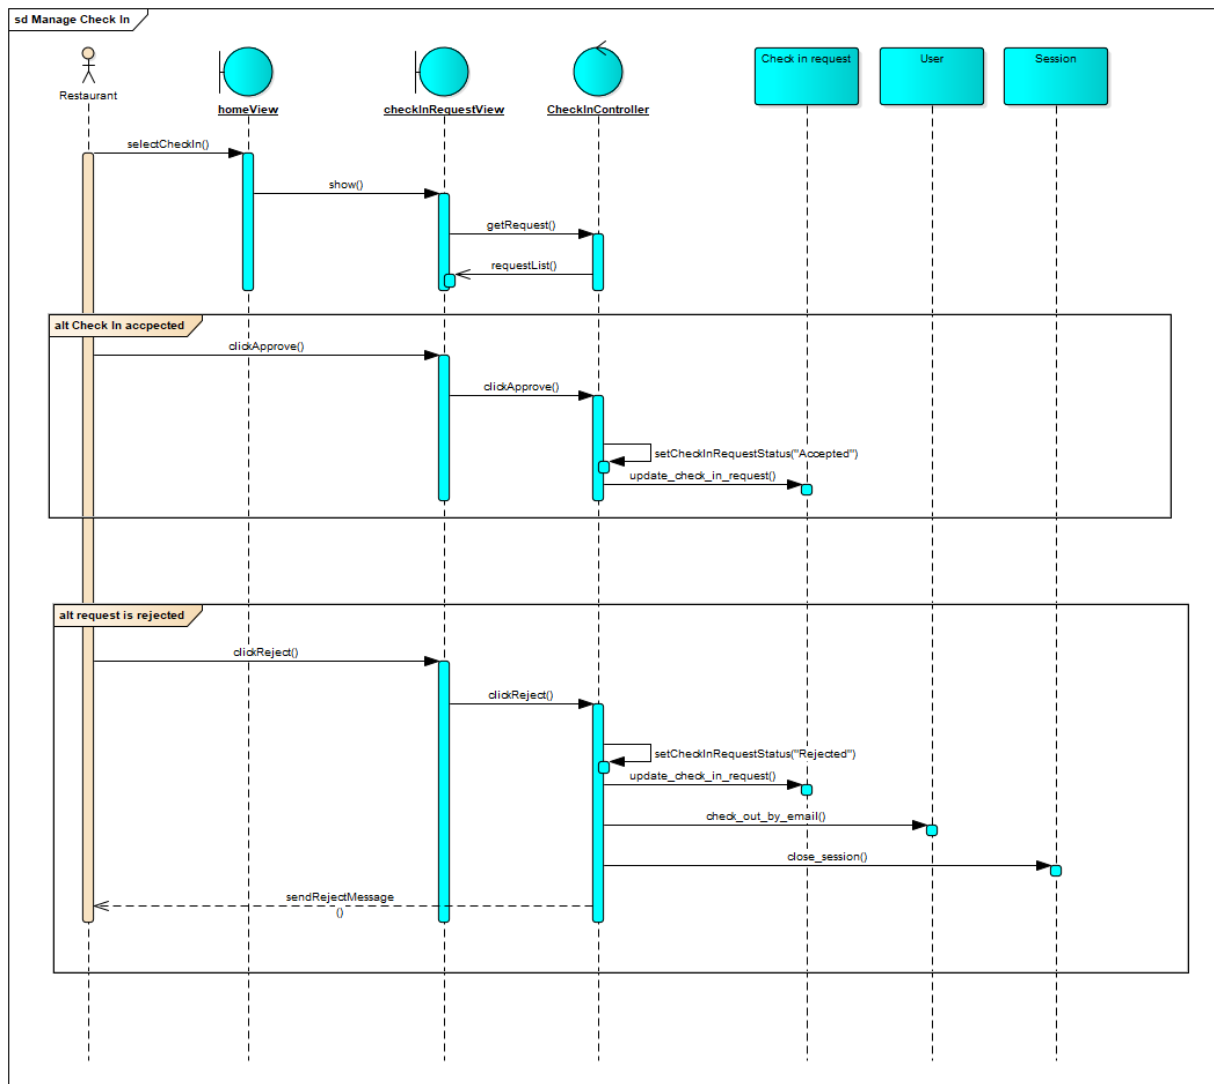 sd Manage Check In
Restaurant
homeView
checkInRequestView
CheckInController
Check in request
User
Session
selectCheckIn()
show()
getRequest()
requestList()
alt Check In accpected
clickApprove()
clickApprove()
setCheckInRequestStatus("Accepted")
update_check_in_request()
alt request is rejected
clickReject()
clickReject()
setCheckInRequestStatus("Rejected")
update_check_in_request()
check_out_by_email()
close_session()
sendRejectMessage
()